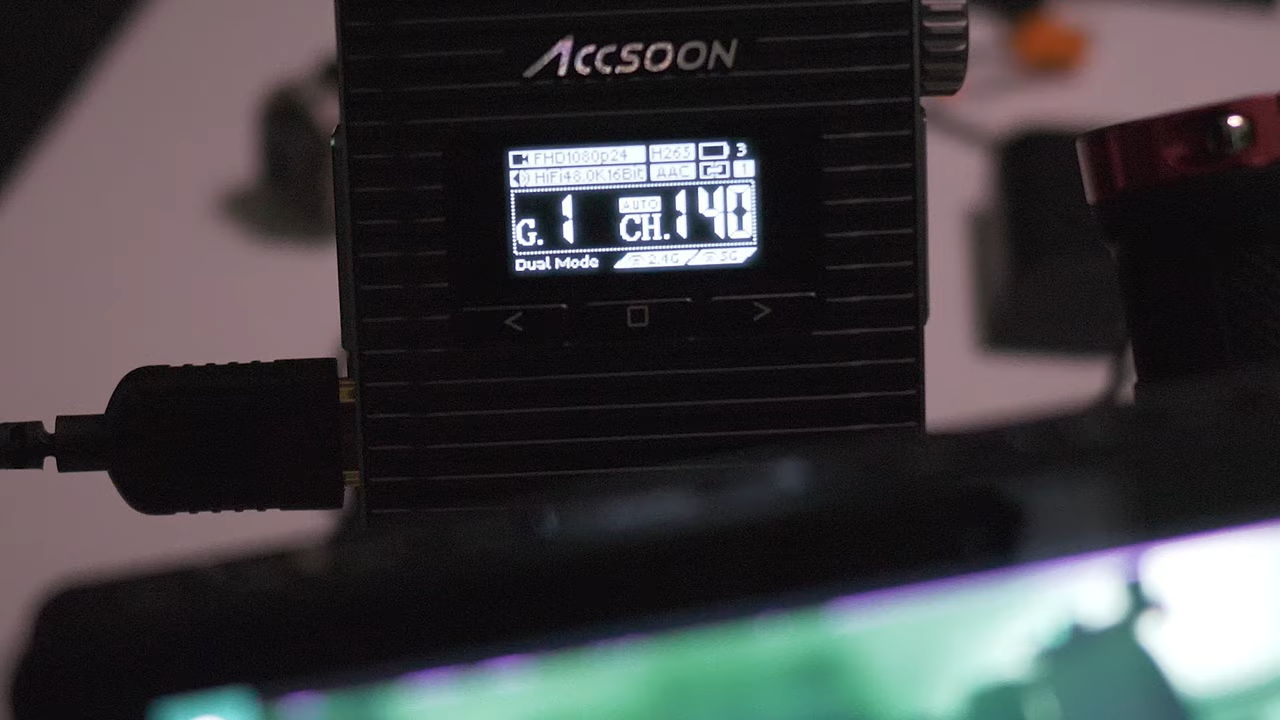 ACCSOON
FHD1080p24 H265 3
HiFi48.0K16Bit AAC 1
G. 1 AUTO CH. 140
Dual Mode 2.4G 5G
< >